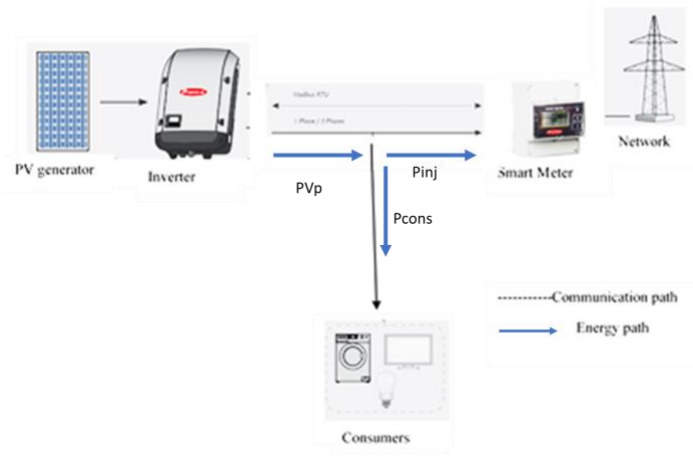 Network
Modbus RTU
1 Phase / 3 Phases
PV generator
Inverter
PVp
Pinj
Smart Meter
Pcons
Communication path
Energy path
Consumers